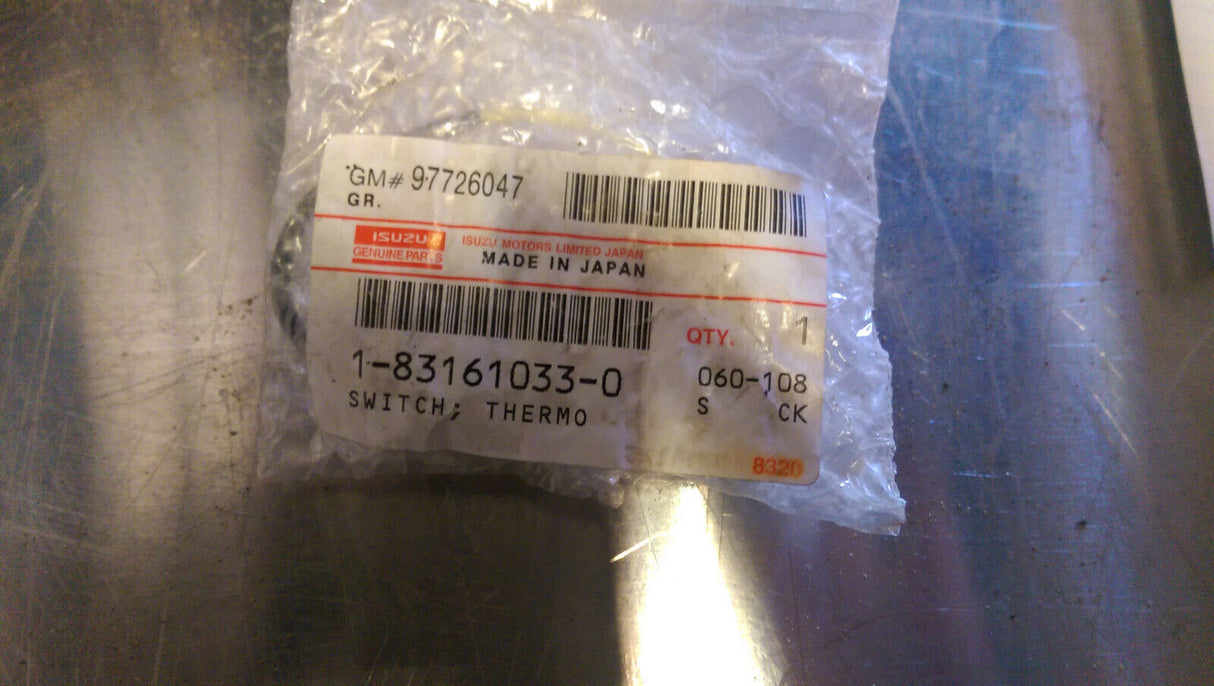 GM# 97726047
GR.
ISUZU
GENUINE PARTS
ISUZU MOTORS LIMITED JAPAN
MADE IN JAPAN
QTY. 1
1-83161033-0
060-108
SWITCH; THERMO
S CK
8320